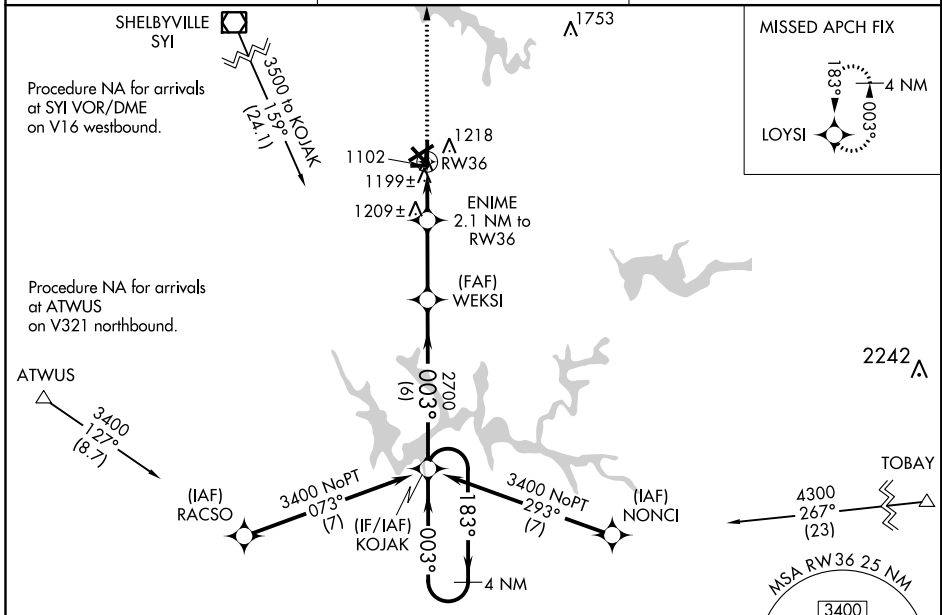 SHELBYVILLE
SYI
Procedure NA for arrivals
at SYI VOR/DME
on V16 westbound.
3500 to KOJAK
159°
(24.1)
1753
MISSED APCH FIX
183°
003°
4 NM
LOYSI
1218
1102
RW36
1199±
1209±
ENIME
2.1 NM to
RW36
(FAF)
WEKSI
Procedure NA for arrivals
at ATWUS
on V321 northbound.
2242
2700
003°
(6)
ATWUS
3400
127°
(8.7)
TOBAY
4300
267°
(23)
(IAF)
RACSO
3400 NoPT
073°
(7)
(IF/IAF)
KOJAK
003°
183°
4 NM
3400 NoPT
293°
(7)
(IAF)
NONCI
MSA RW36 25 NM
3400